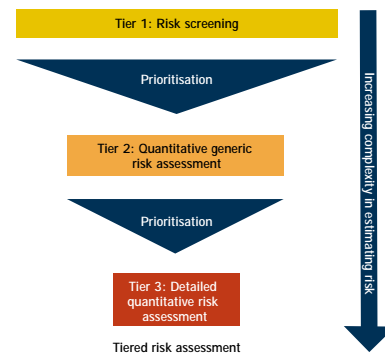 Tier 1: Risk screening
Prioritisation
Tier 2: Quantitative generic
risk assessment
Prioritisation
Tier 3: Detailed
quantitative risk
assessment
Tiered risk assessment
Increasing complexity in estimating risk